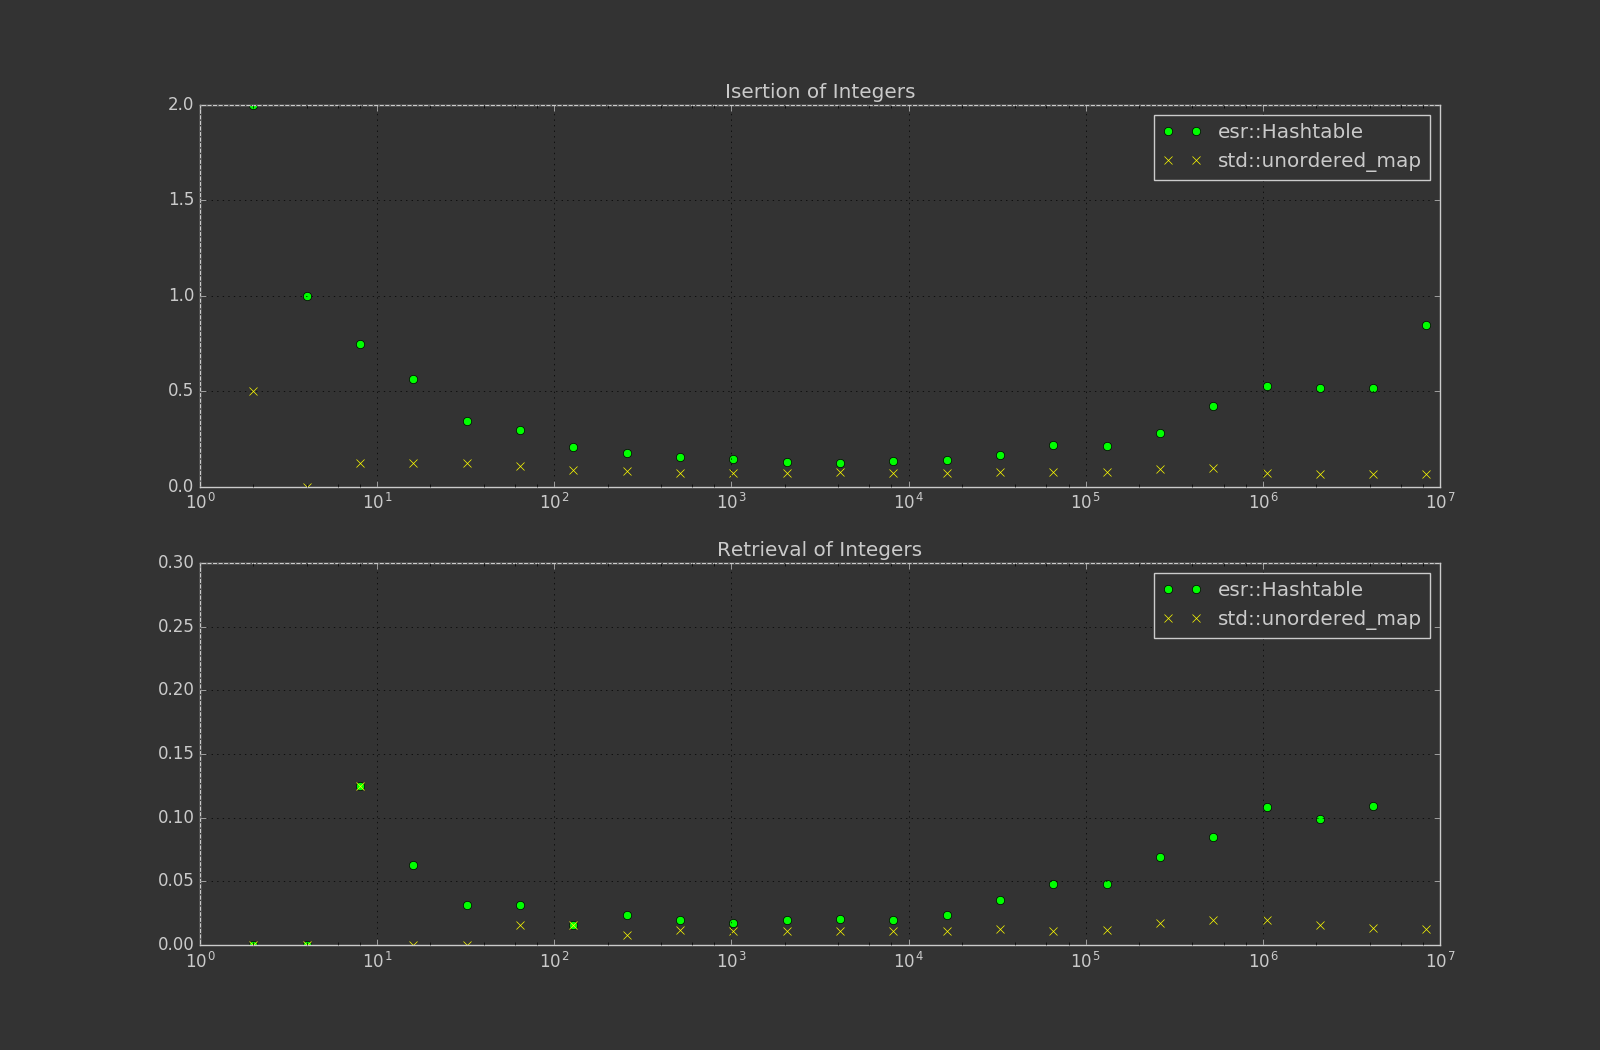 Isertion of Integers
2.0
1.5
1.0
0.5
0.0
esr::Hashtable
std::unordered_map
10^0 10^1 10^2 10^3 10^4 10^5 10^6 10^7
Retrieval of Integers
0.30
0.25
0.20
0.15
0.10
0.05
0.00
esr::Hashtable
std::unordered_map
10^0 10^1 10^2 10^3 10^4 10^5 10^6 10^7